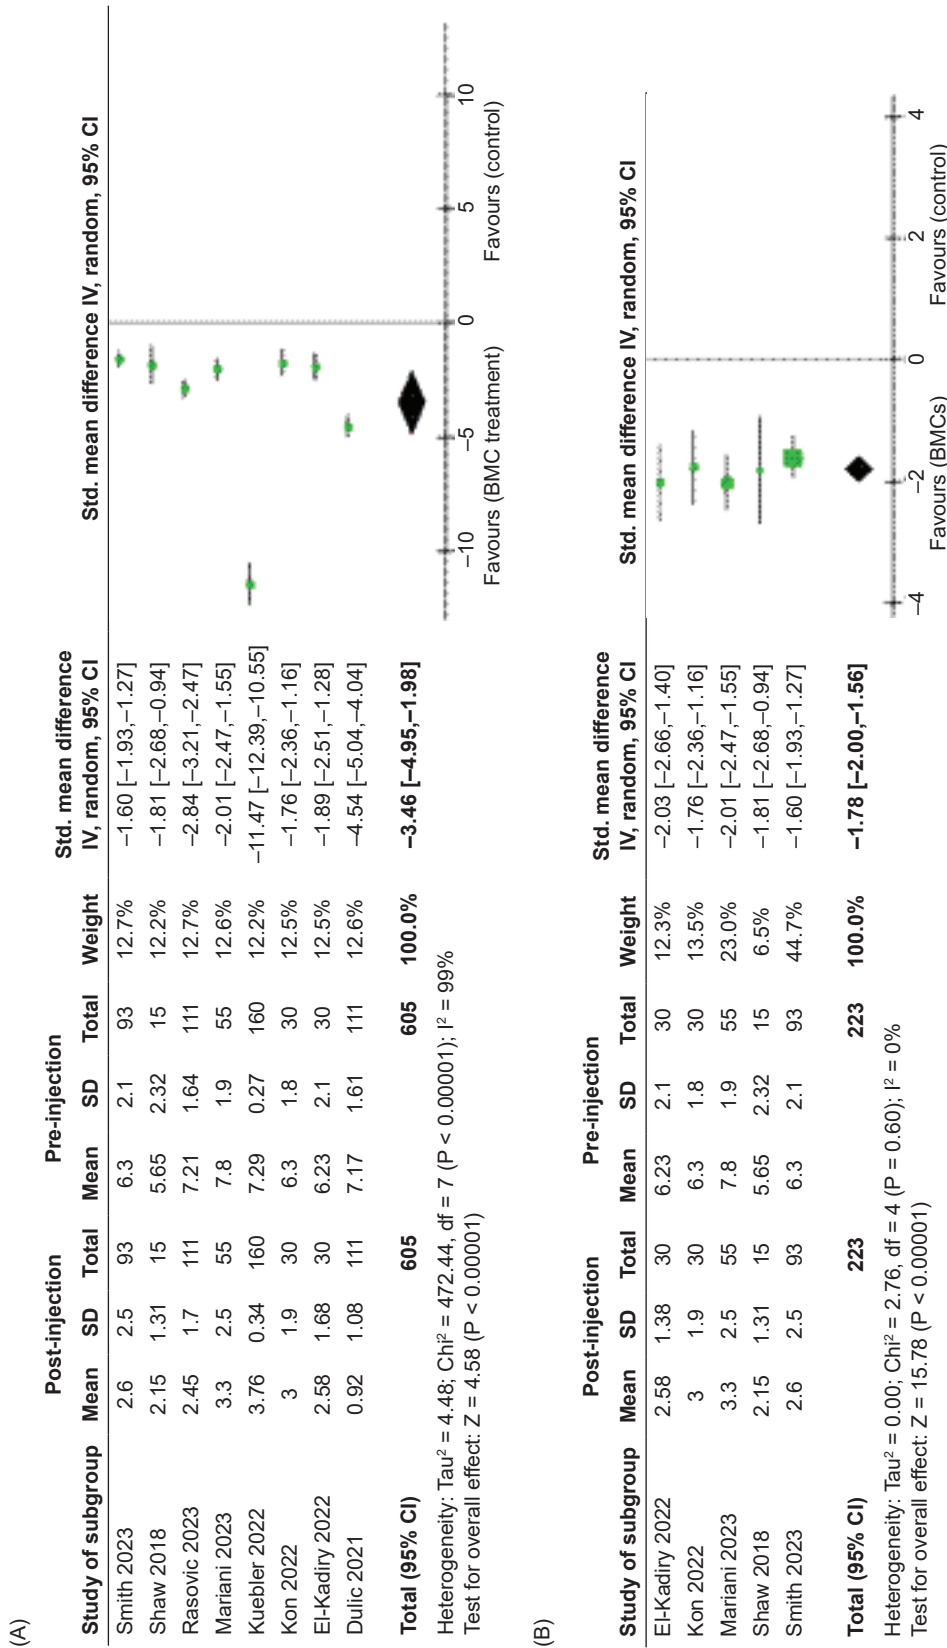 (A)
Post-injection Pre-injection Std. mean difference
Study of subgroup Mean SD Total Mean SD Total Weight IV, random, 95% CI Std. mean difference IV, random, 95% CI
Smith 2023 2.6 2.5 93 6.3 2.1 93 12.7% –1.60 [–1.93,–1.27]
Shaw 2018 2.15 1.31 15 5.65 2.32 15 12.2% –1.81 [–2.68,–0.94]
Rasovic 2023 2.45 1.7 111 7.21 1.64 111 12.7% –2.84 [–3.21,–2.47]
Mariani 2023 3.3 2.5 55 7.8 1.9 55 12.6% –2.01 [–2.47,–1.55]
Kuebler 2022 3.76 0.34 160 7.29 0.27 160 12.2% –11.47 [–12.39,–10.55]
Kon 2022 3 1.9 30 6.3 1.8 30 12.5% –1.76 [–2.36,–1.16]
El-Kadiry 2022 2.58 1.68 30 6.23 2.1 30 12.5% –1.89 [–2.51,–1.28]
Dulic 2021 0.92 1.08 111 7.17 1.61 111 12.6% –4.54 [–5.04,–4.04]
Total (95% CI) 605 605 100.0% –3.46 [–4.95,–1.98]
Heterogeneity: Tau² = 4.48; Chi² = 472.44, df = 7 (P < 0.00001); I² = 99%
Test for overall effect: Z = 4.58 (P < 0.00001)
–10 –5 0 5 10
Favours (BMC treatment) Favours (control)
(B)
Post-injection Pre-injection Std. mean difference
Study of subgroup Mean SD Total Mean SD Total Weight IV, random, 95% CI Std. mean difference IV, random, 95% CI
El-Kadiry 2022 2.58 1.38 30 6.23 2.1 30 12.3% –2.03 [–2.66,–1.40]
Kon 2022 3 1.9 30 6.3 1.8 30 13.5% –1.76 [–2.36,–1.16]
Mariani 2023 3.3 2.5 55 7.8 1.9 55 23.0% –2.01 [–2.47,–1.55]
Shaw 2018 2.15 1.31 15 5.65 2.32 15 6.5% –1.81 [–2.68,–0.94]
Smith 2023 2.6 2.5 93 6.3 2.1 93 44.7% –1.60 [–1.93,–1.27]
Total (95% CI) 223 223 100.0% –1.78 [–2.00,–1.56]
Heterogeneity: Tau² = 0.00; Chi² = 2.76, df = 4 (P = 0.60); I² = 0%
Test for overall effect: Z = 15.78 (P < 0.00001)
–4 –2 0 2 4
Favours (BMCs) Favours (control)